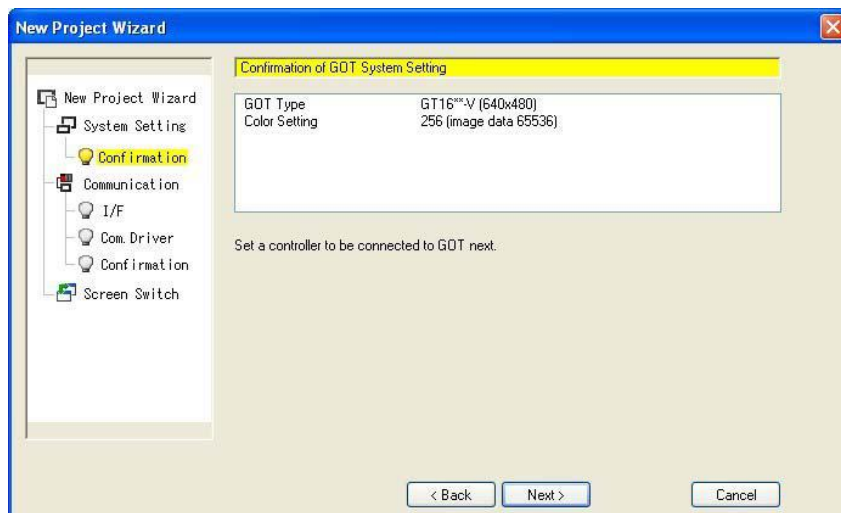 New Project Wizard
New Project Wizard
System Setting
Confirmation
Communication
I/F
Com.Driver
Confirmation
Screen Switch
Confirmation of GOT System Setting
GOT Type GT16**-V (640x480)
Color Setting 256 (image data 65536)
Set a controller to be connected to GOT next.
< Back Next > Cancel